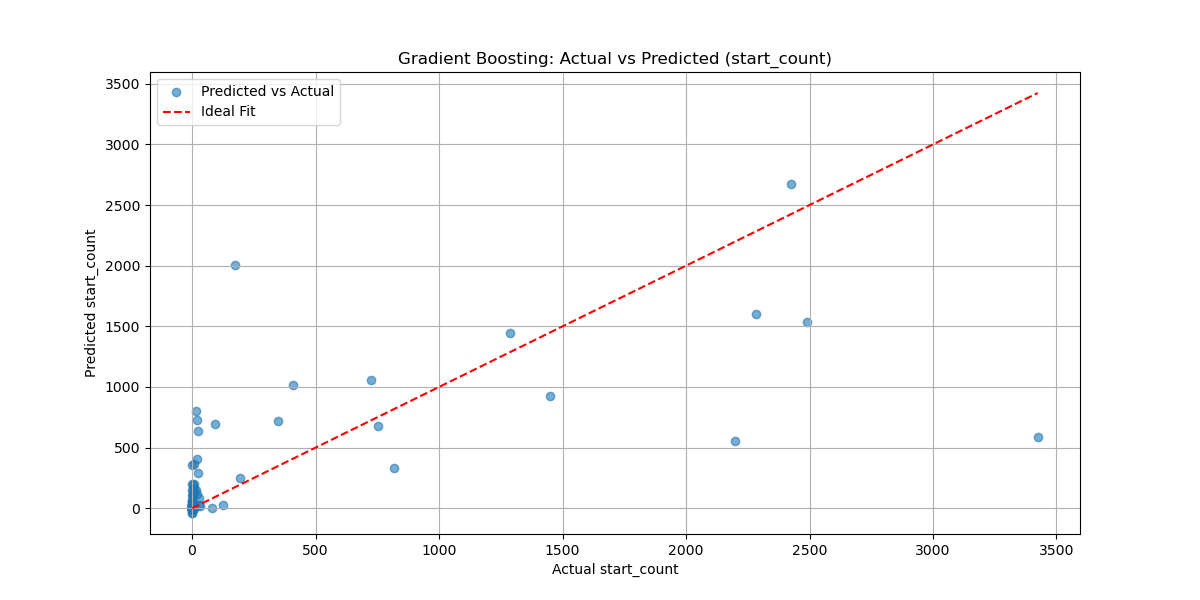 Gradient Boosting: Actual vs Predicted (start_count)
Predicted vs Actual
Ideal Fit
Predicted start_count
3500
3000
2500
2000
1500
1000
500
0
0 500 1000 1500 2000 2500 3000 3500
Actual start_count